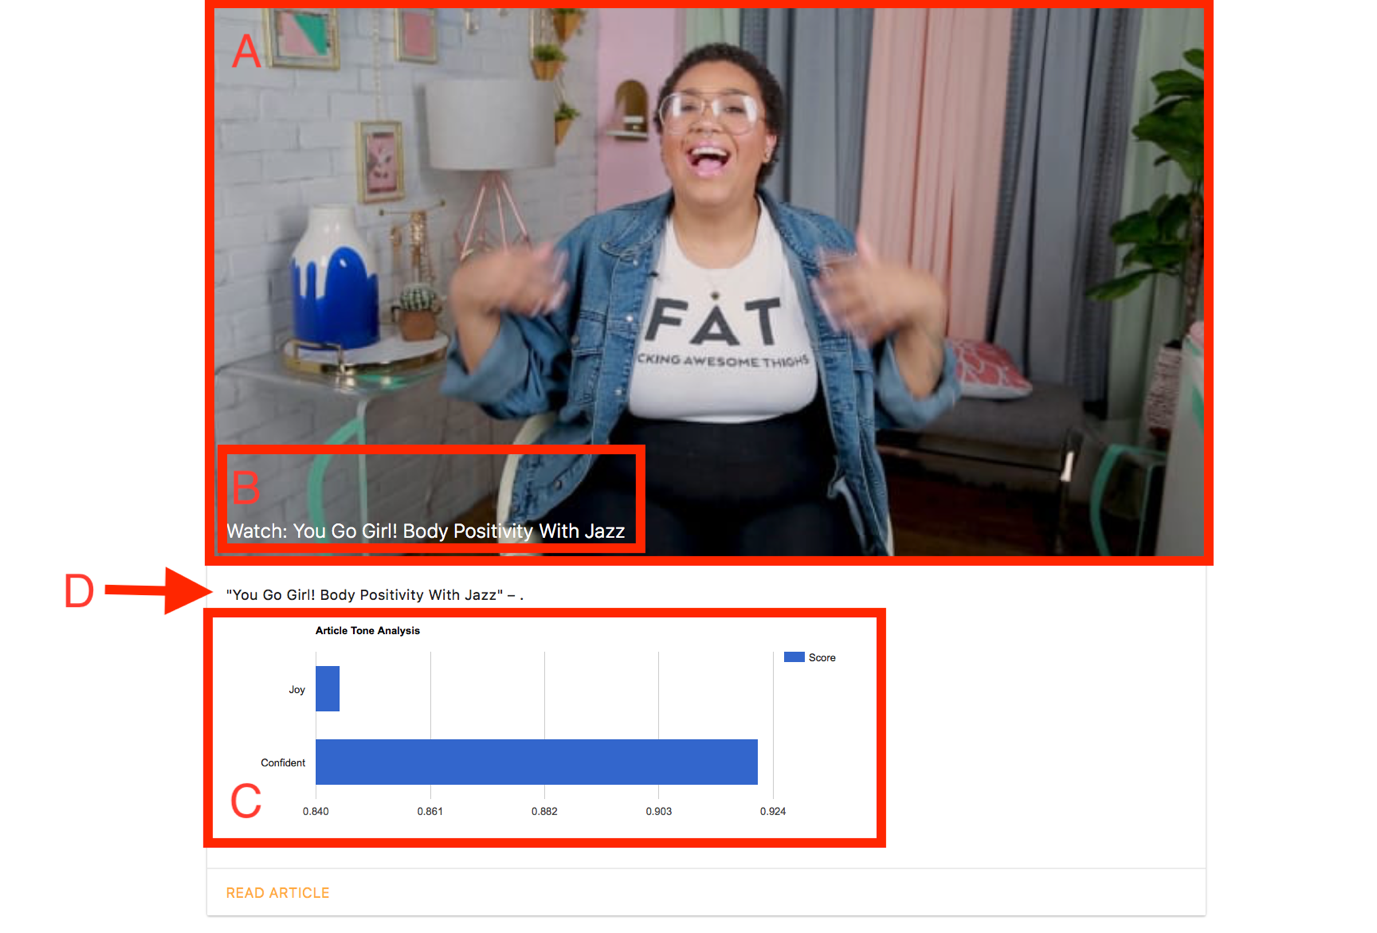 A
FAT
CKING AWESOME THIGHS
B
Watch: You Go Girl! Body Positivity With Jazz
D
"You Go Girl! Body Positivity With Jazz" – .
Article Tone Analysis
Score
Joy
Confident
C
0.840 0.861 0.882 0.903 0.924
READ ARTICLE